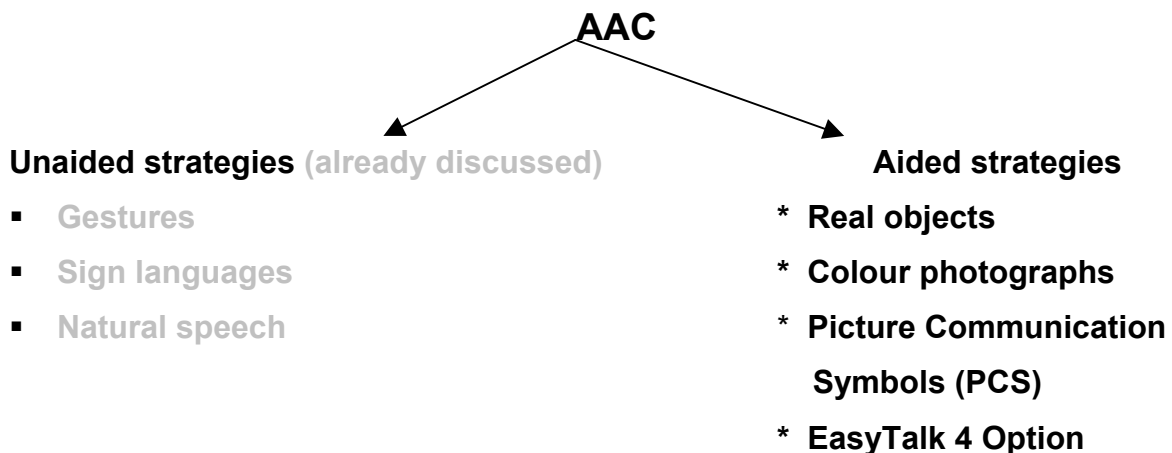 AAC
Unaided strategies (already discussed)
▪ Gestures
▪ Sign languages
▪ Natural speech
Aided strategies
* Real objects
* Colour photographs
* Picture Communication
Symbols (PCS)
* EasyTalk 4 Option